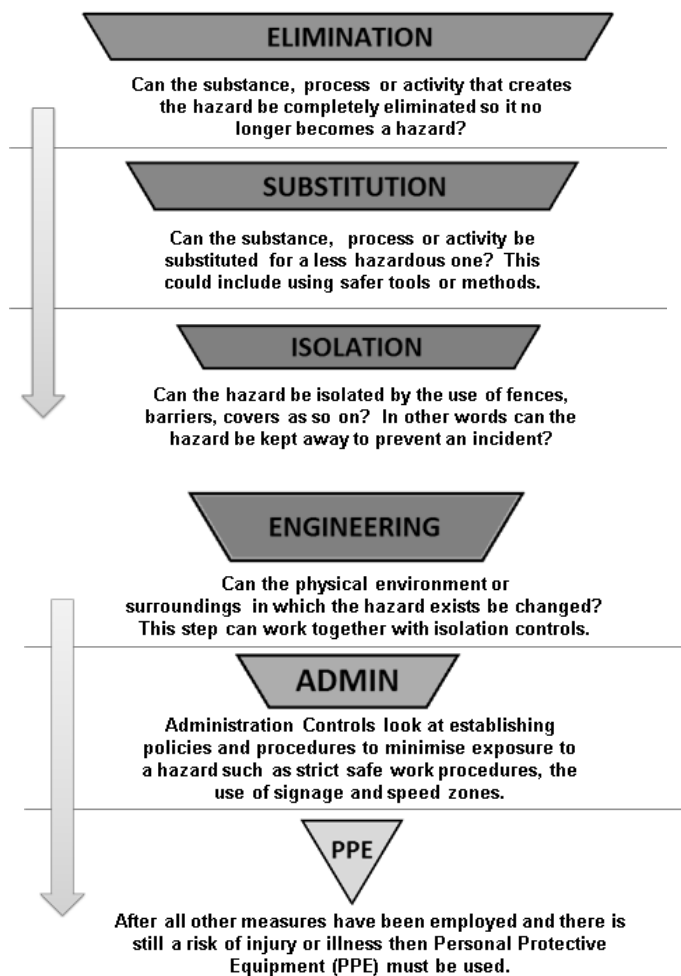 ELIMINATION
Can the substance, process or activity that creates
the hazard be completely eliminated so it no
longer becomes a hazard?
SUBSTITUTION
Can the substance, process or activity be
substituted for a less hazardous one? This
could include using safer tools or methods.
ISOLATION
Can the hazard be isolated by the use of fences,
barriers, covers as so on? In other words can the
hazard be kept away to prevent an incident?
ENGINEERING
Can the physical environment or
surroundings in which the hazard exists be changed?
This step can work together with isolation controls.
ADMIN
Administration Controls look at establishing
policies and procedures to minimise exposure to
a hazard such as strict safe work procedures, the
use of signage and speed zones.
PPE
After all other measures have been employed and there is
still a risk of injury or illness then Personal Protective
Equipment (PPE) must be used.